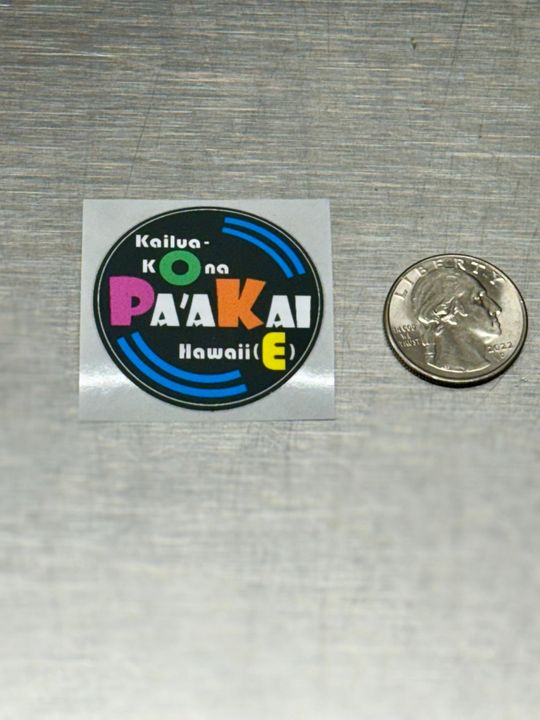 Kailua-
KOna
PA'AKAI
Hawaii(E)
LIBERTY
IN GOD
WE TRUST
2022